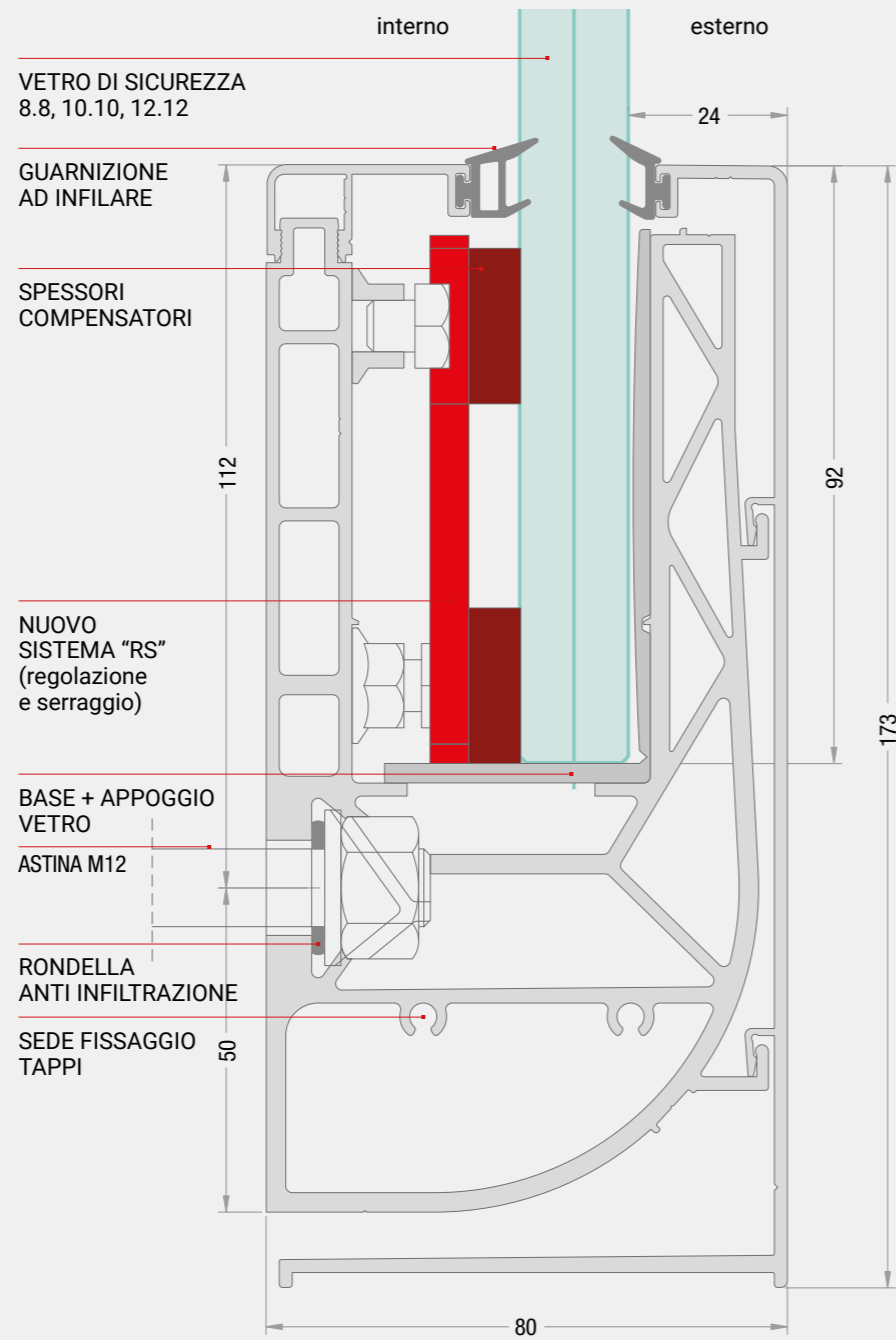 interno
esterno
VETRO DI SICUREZZA
8.8, 10.10, 12.12
24
GUARNIZIONE
AD INFILARE
SPESSORI
COMPENSATORI
112
92
NUOVO
SISTEMA “RS”
(regolazione
e serraggio)
173
BASE + APPOGGIO
VETRO
ASTINA M12
RONDELLA
ANTI INFILTRAZIONE
SEDE FISSAGGIO
TAPPI
50
80